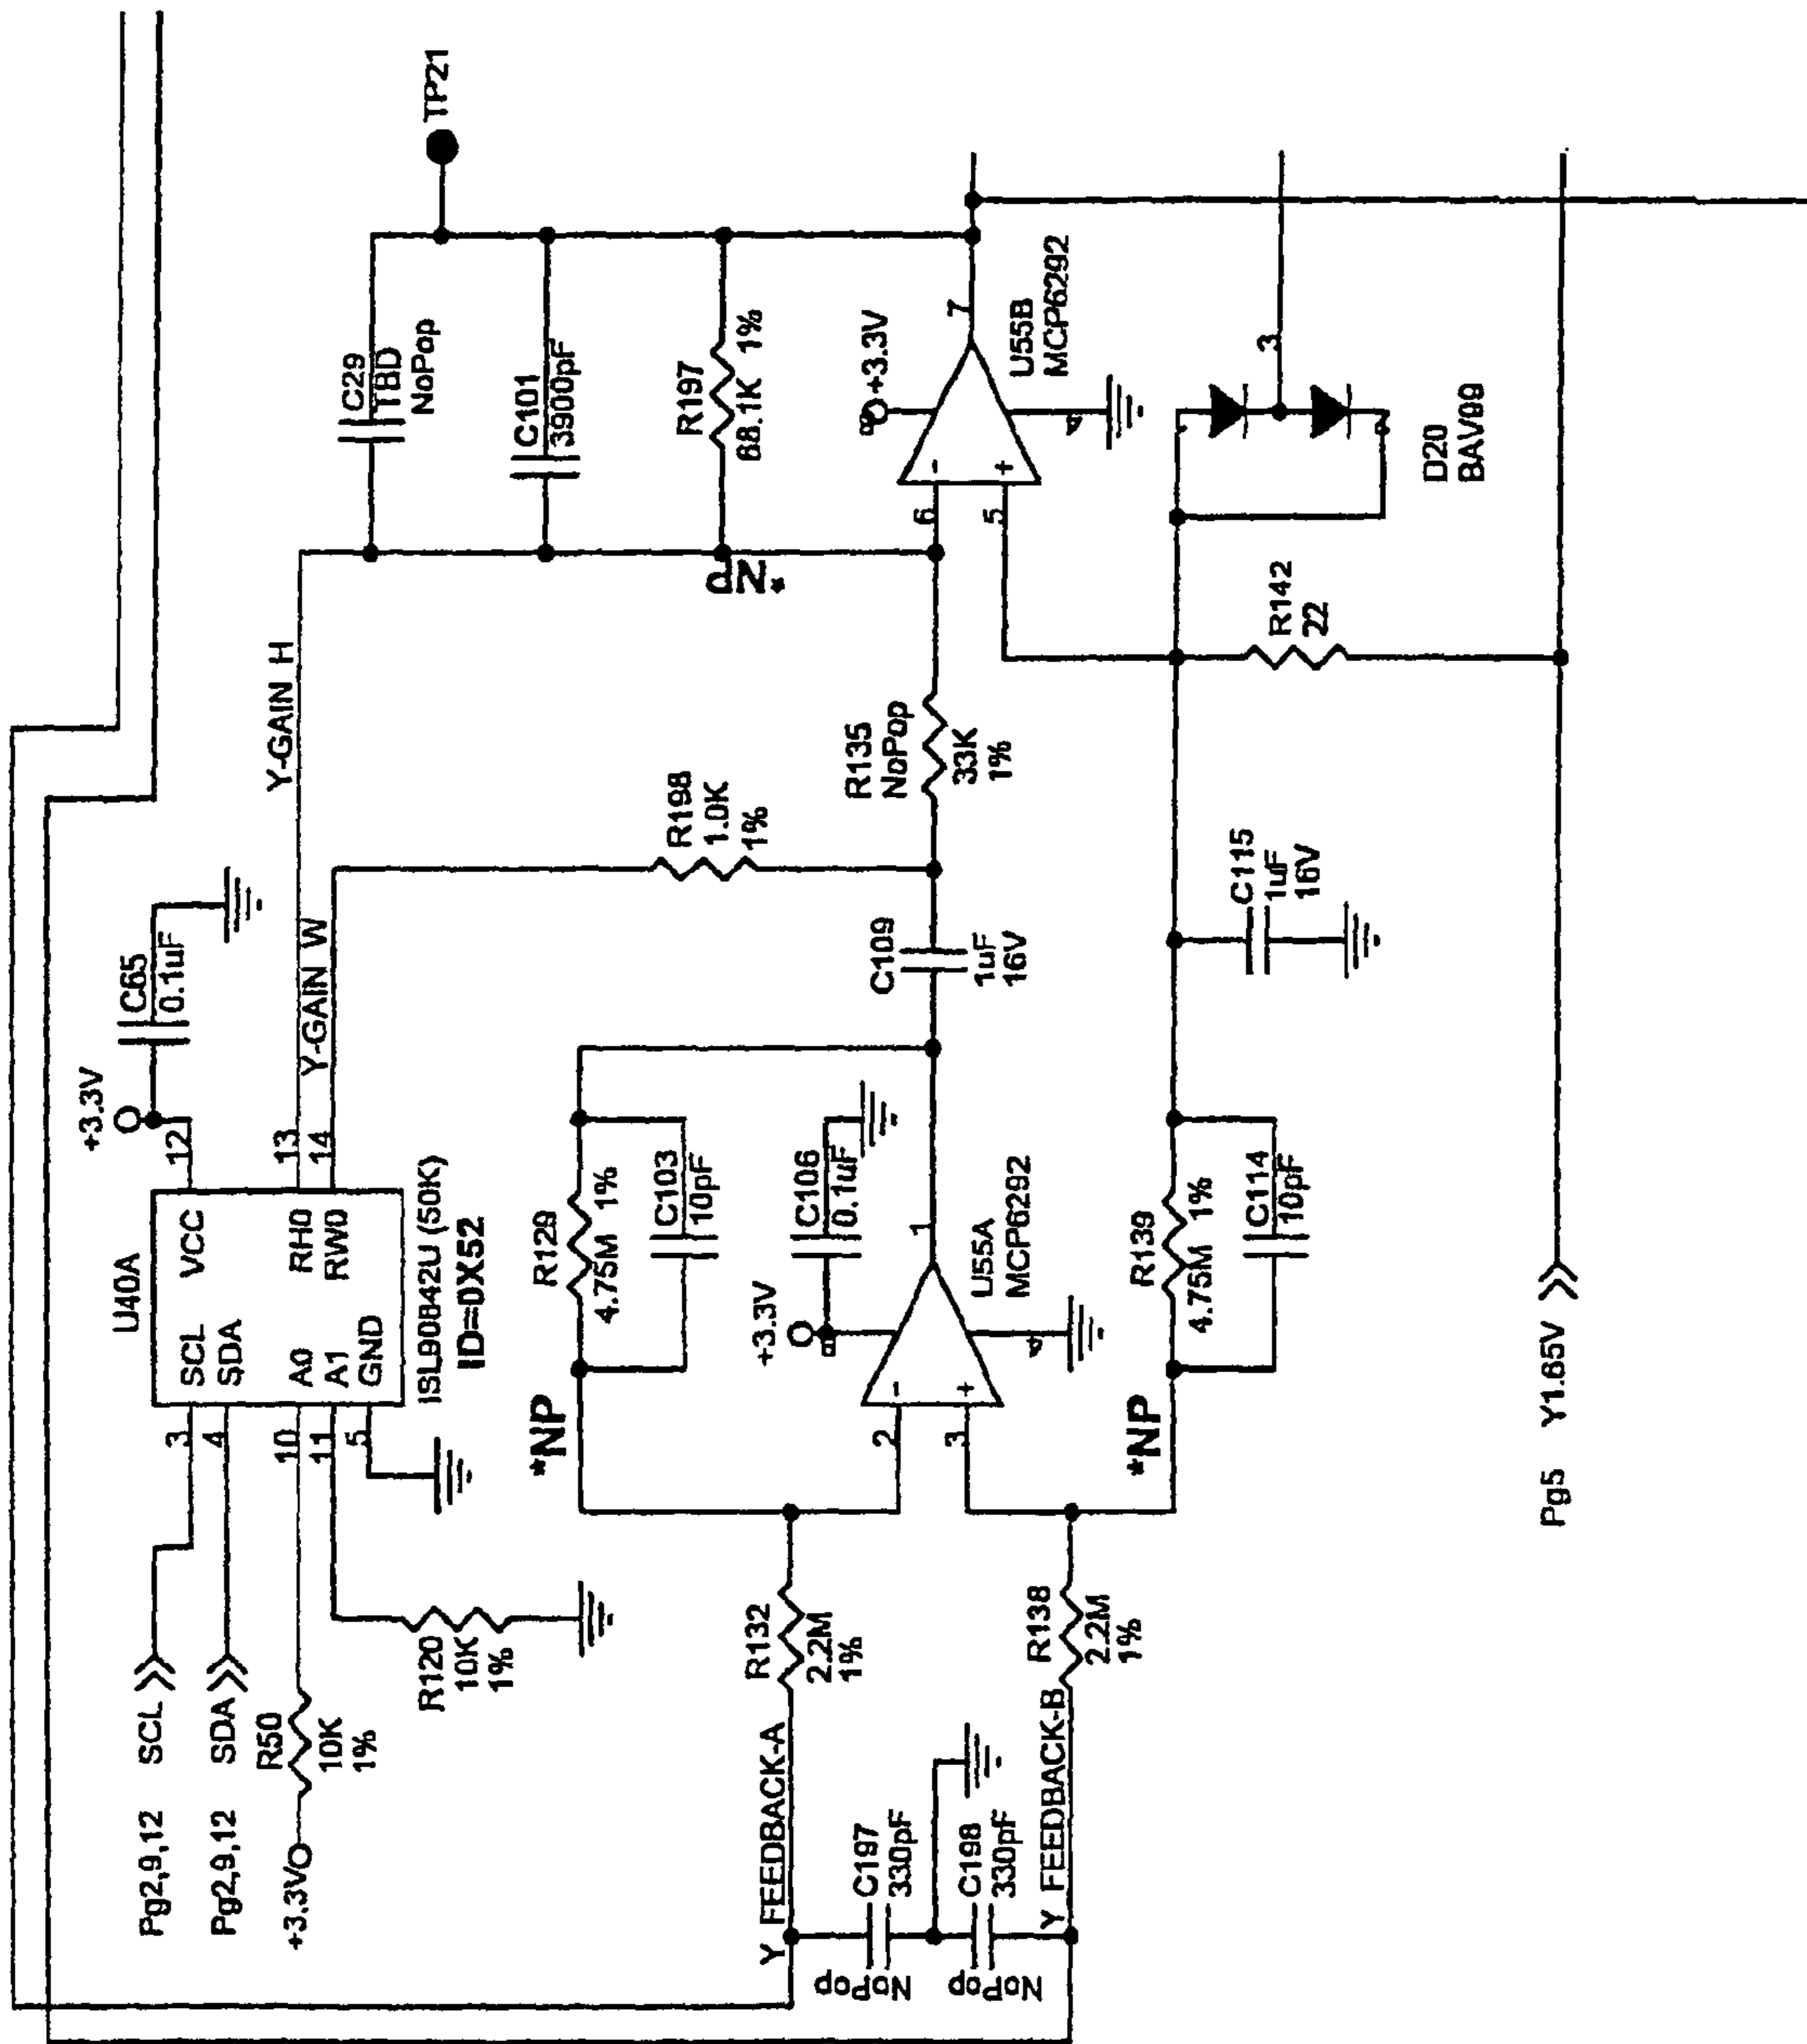 TP21
C29
TBD
NoPop
C101
3900pF
R197
68.1K 1%
*NP
Y-GAIN H
Y-GAIN W
R198
1.0K
1%
+3.3V
C65
0.1uF
12
13
14
U40A
SCL VCC
SDA
A0 RH0
A1 RW0
GND
ISL90842U (50K)
ID=0X52
3
4
10
11
5
Pg2,9,12 SCL
Pg2,9,12 SDA
R50
10K
1%
+3.3V
R120
10K
1%
*NP
R129
4.75M 1%
C103
10pF
+3.3V
8
C106
0.1uF
2
3
-
+
1
4
U55A
MCP6292
C109
1uF
16V
R135
NoPop
33K
1%
6
5
-
+
8
+3.3V
7
4
U55B
MCP6292
R132
2.2M
1%
R138
2.2M
1%
Y FEEDBACK-A
C197
330pF
NoPop
C198
330pF
NoPop
Y FEEDBACK-B
*NP
R139
4.75M 1%
C114
10pF
C115
1uF
16V
R142
22
3
D20
BAV99
Pg5 Y1.65V